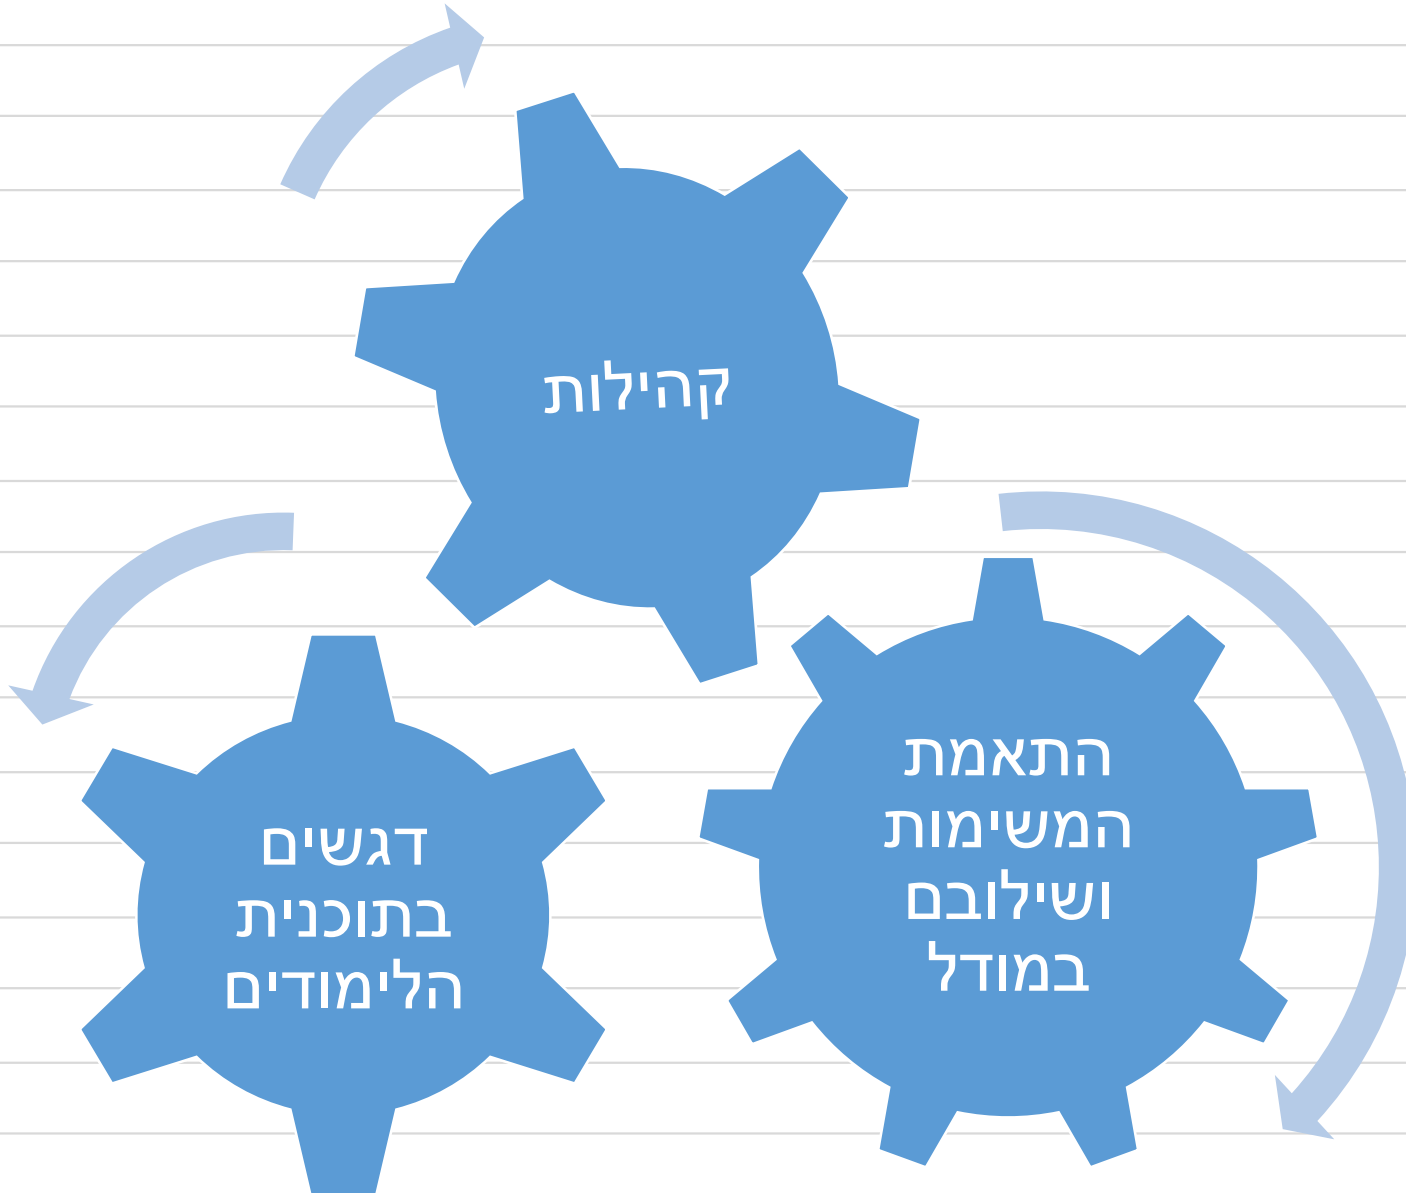 קהילות
התאמת
המשימות
ושילובם
במודל
דגשים
בתוכנית
הלימודים